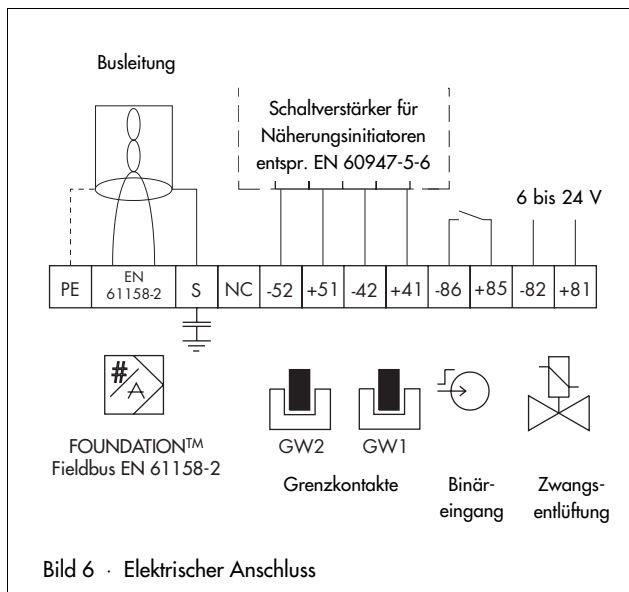 Busleitung
Schaltverstärker für
Näherungsinitiatoren
entspr. EN 60947-5-6
6 bis 24 V
PE
EN
61158-2
S
NC
-52
+51
-42
+41
-86
+85
-82
+81
#
A
FOUNDATION™
Fieldbus EN 61158-2
GW2
GW1
Grenzkontakte
Binär-
eingang
Zwangs-
entlüftung
Bild 6 · Elektrischer Anschluss